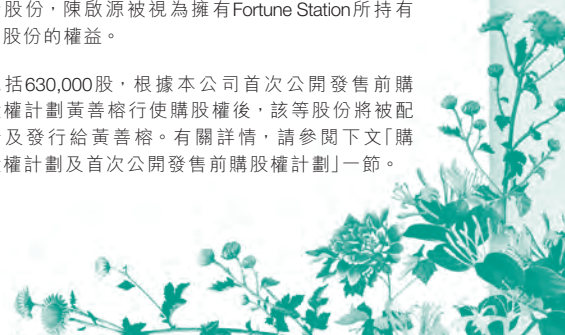 股份，陳啟源被視為擁有Fortune Station所持有
股份的權益。
括630,000股，根據本公司首次公開發售前購
權計劃黃善榕行使購股權後，該等股份將被配
及發行給黃善榕。有關詳情，請參閱下文「購
權計劃及首次公開發售前購股權計劃」一節。